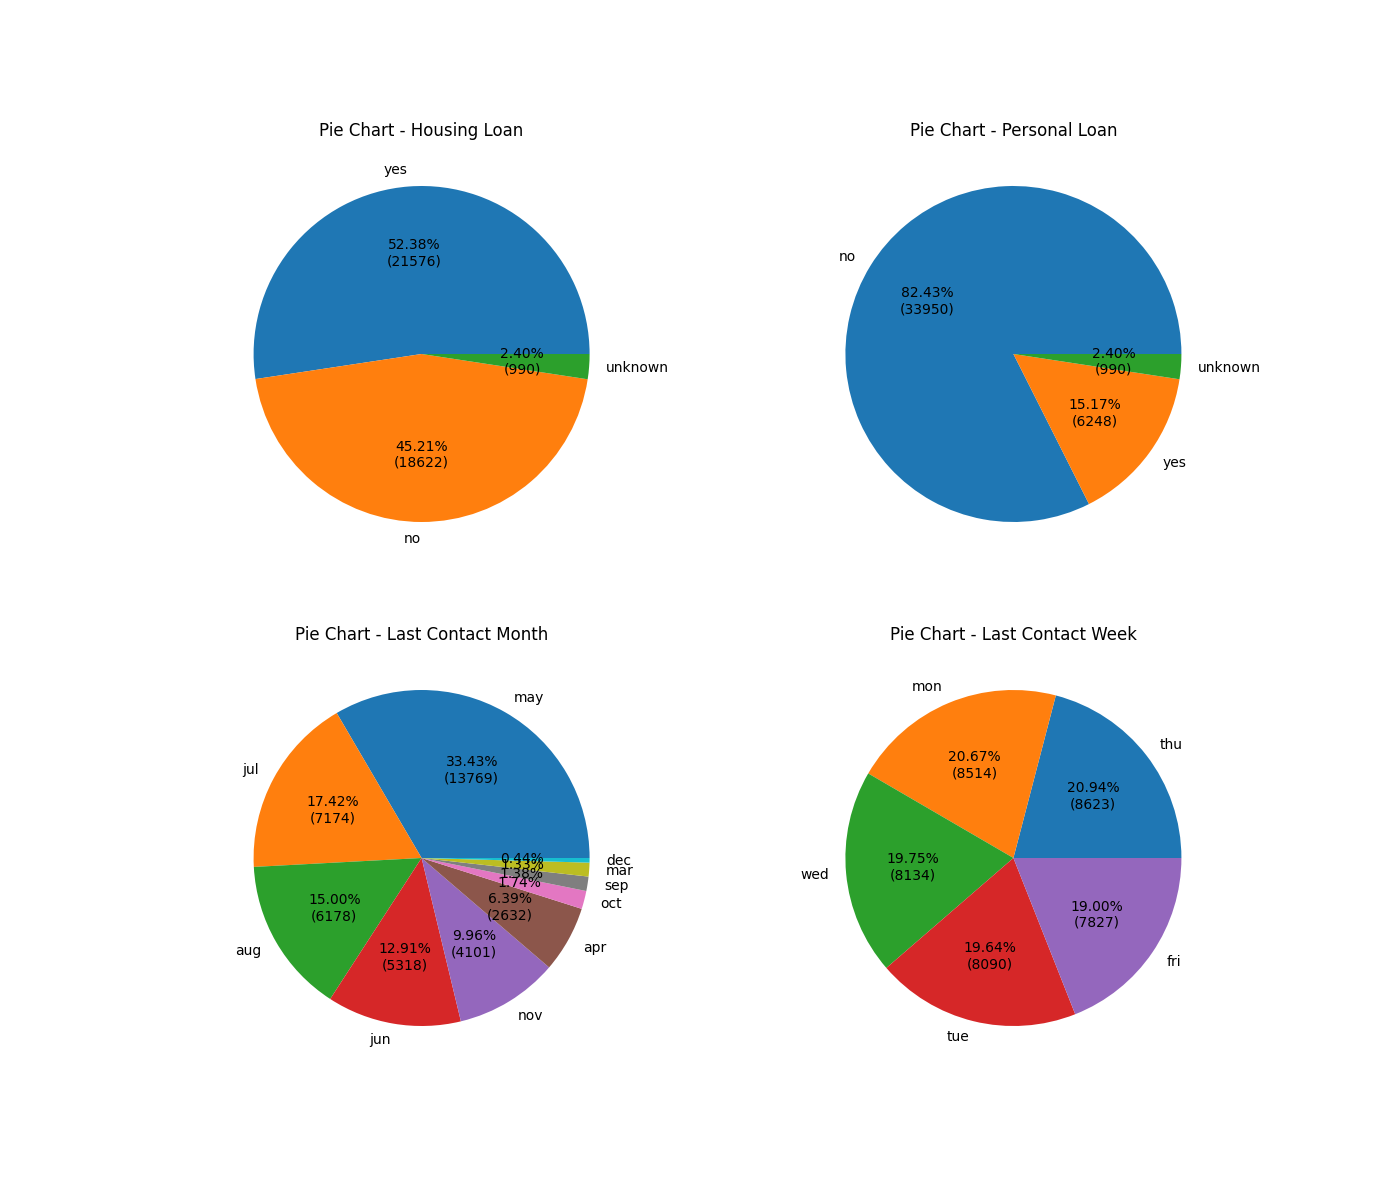 Pie Chart - Housing Loan
yes
52.38%
(21576)
2.40%
(990)
unknown
45.21%
(18622)
no
Pie Chart - Personal Loan
no
82.43%
(33950)
2.40%
(990)
unknown
15.17%
(6248)
yes
Pie Chart - Last Contact Month
may
33.43%
(13769)
jul
17.42%
(7174)
0.44%
dec
1.33%
mar
1.38%
sep
1.74%
oct
6.39%
(2632)
apr
15.00%
(6178)
aug
12.91%
(5318)
jun
9.96%
(4101)
nov
Pie Chart - Last Contact Week
mon
20.67%
(8514)
thu
20.94%
(8623)
wed
19.75%
(8134)
19.00%
(7827)
fri
19.64%
(8090)
tue